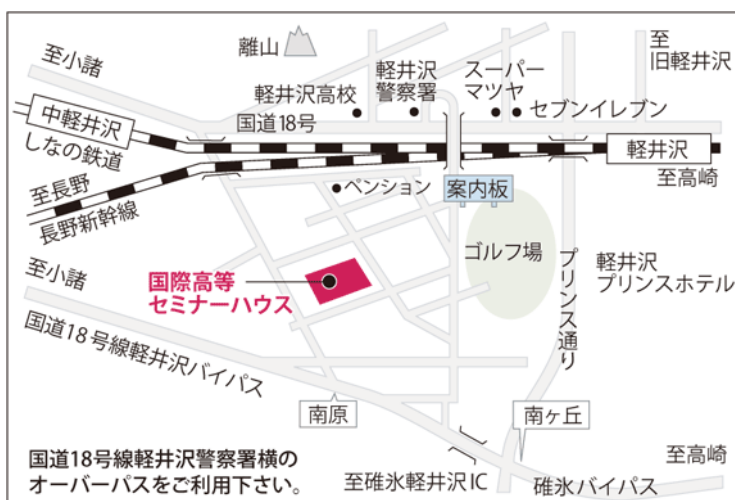 離山
至小諸
至
旧軽井沢
軽井沢高校
軽井沢
警察署
スーパー
マツヤ
セブンイレブン
国道18号
中軽井沢
しなの鉄道
軽井沢
至高崎
至長野
長野新幹線
ペンション
案内板
ゴルフ場
プリンス通り
軽井沢
プリンスホテル
至小諸
国際高等
セミナーハウス
国道18号線軽井沢バイパス
南原
南ヶ丘
至高崎
国道18号線軽井沢警察署横の
オーバーパスをご利用下さい。
至碓氷軽井沢IC
碓氷バイパス